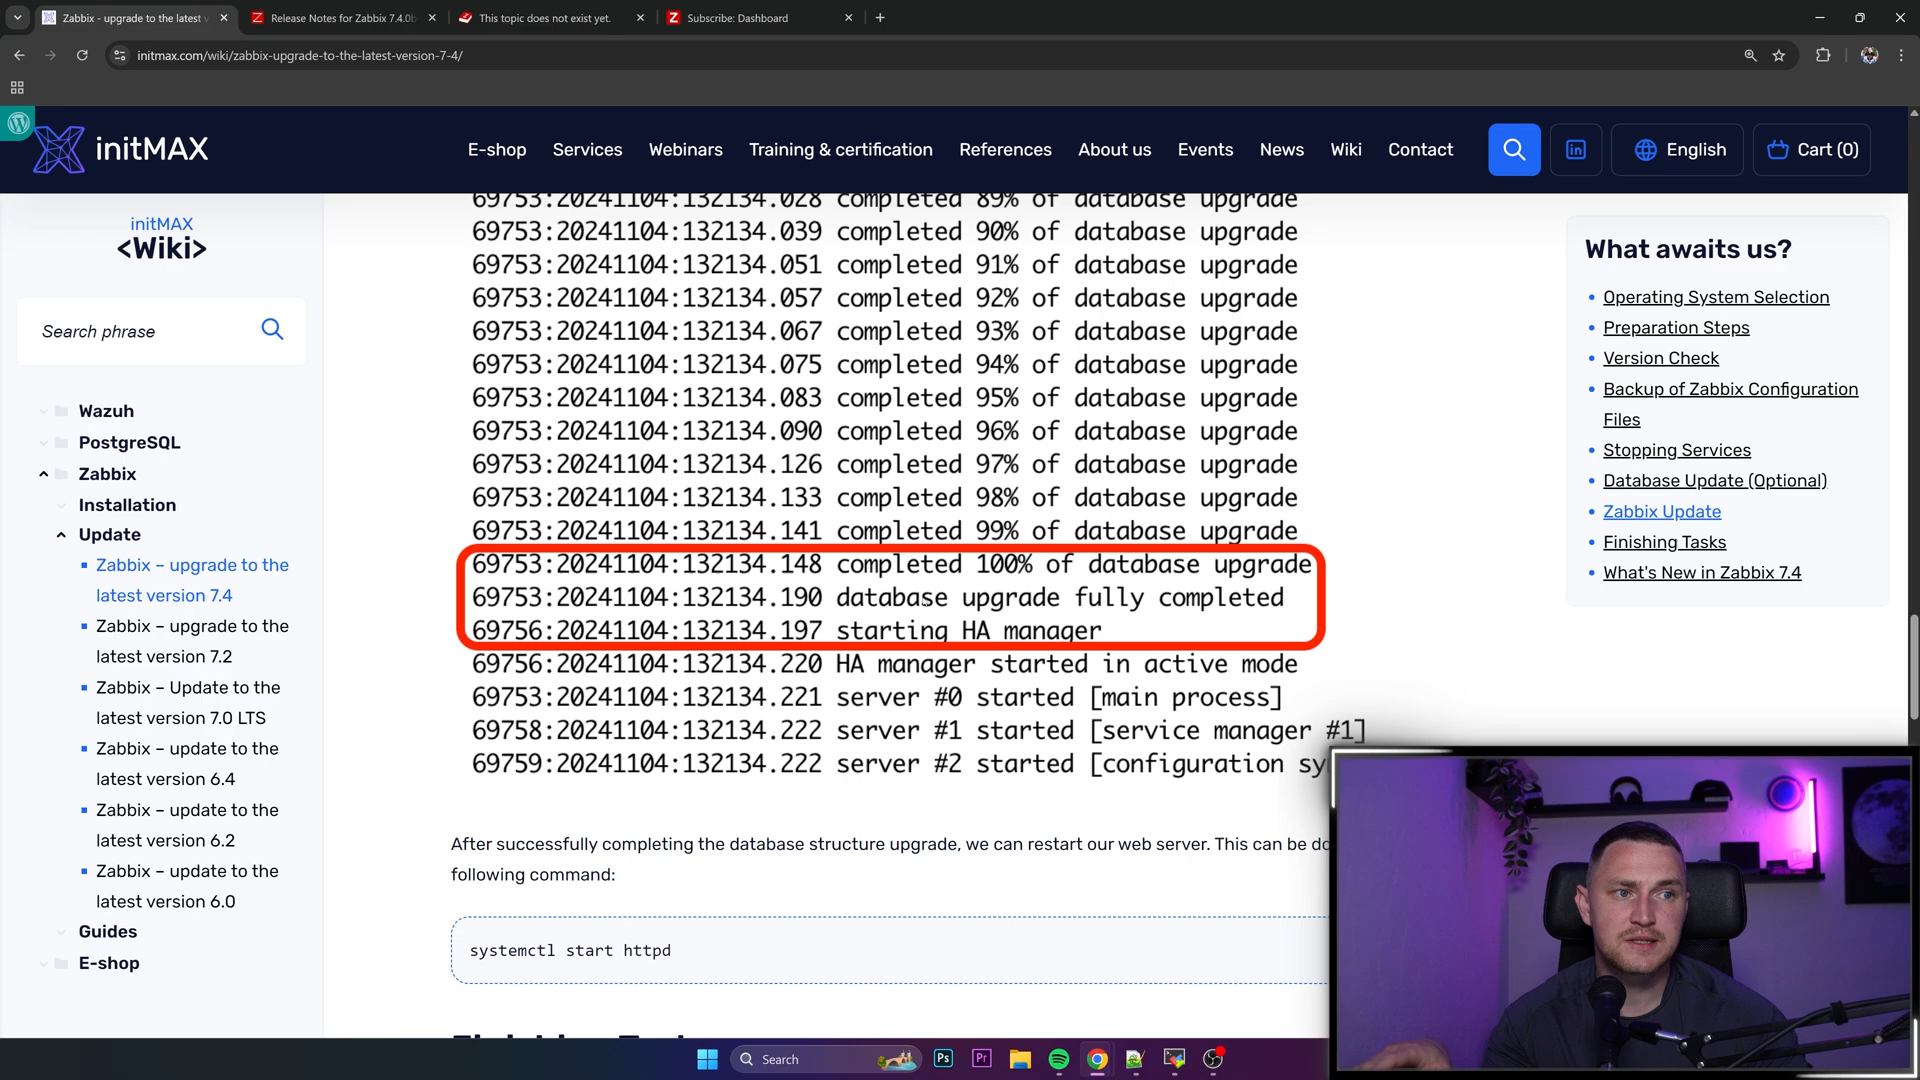 Zabbix - upgrade to the latest v
Release Notes for Zabbix 7.4.0b
This topic does not exist yet.
Subscribe: Dashboard
initmax.com/wiki/zabbix-upgrade-to-the-latest-version-7-4/
initMAX
E-shop
Services
Webinars
Training & certification
References
About us
Events
News
Wiki
Contact
English
Cart (0)
initMAX
<Wiki>
Search phrase
Wazuh
PostgreSQL
Zabbix
Installation
Update
Zabbix – upgrade to the
latest version 7.4
Zabbix – upgrade to the
latest version 7.2
Zabbix – Update to the
latest version 7.0 LTS
Zabbix – update to the
latest version 6.4
Zabbix – update to the
latest version 6.2
Zabbix – update to the
latest version 6.0
Guides
E-shop
69753:20241104:132134.028 completed 89% of database upgrade
69753:20241104:132134.039 completed 90% of database upgrade
69753:20241104:132134.051 completed 91% of database upgrade
69753:20241104:132134.057 completed 92% of database upgrade
69753:20241104:132134.067 completed 93% of database upgrade
69753:20241104:132134.075 completed 94% of database upgrade
69753:20241104:132134.083 completed 95% of database upgrade
69753:20241104:132134.090 completed 96% of database upgrade
69753:20241104:132134.126 completed 97% of database upgrade
69753:20241104:132134.133 completed 98% of database upgrade
69753:20241104:132134.141 completed 99% of database upgrade
69753:20241104:132134.148 completed 100% of database upgrade
69753:20241104:132134.190 database upgrade fully completed
69756:20241104:132134.197 starting HA manager
69756:20241104:132134.220 HA manager started in active mode
69753:20241104:132134.221 server #0 started [main process]
69758:20241104:132134.222 server #1 started [service manager #1]
69759:20241104:132134.222 server #2 started [configuration sy
After successfully completing the database structure upgrade, we can restart our web server. This can be do
following command:
systemctl start httpd
What awaits us?
Operating System Selection
Preparation Steps
Version Check
Backup of Zabbix Configuration
Files
Stopping Services
Database Update (Optional)
Zabbix Update
Finishing Tasks
What's New in Zabbix 7.4
Search
Ps
Pr